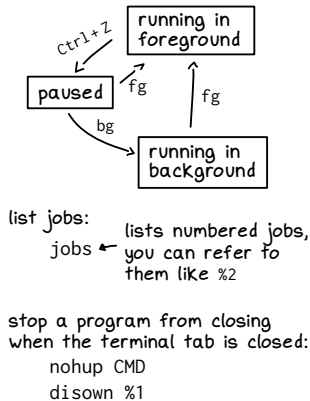 running in
foreground
Ctrl+Z
paused
fg
fg
bg
running in
background
list jobs:
jobs
lists numbered jobs,
you can refer to
them like %2
stop a program from closing
when the terminal tab is closed:
nohup CMD
disown %1